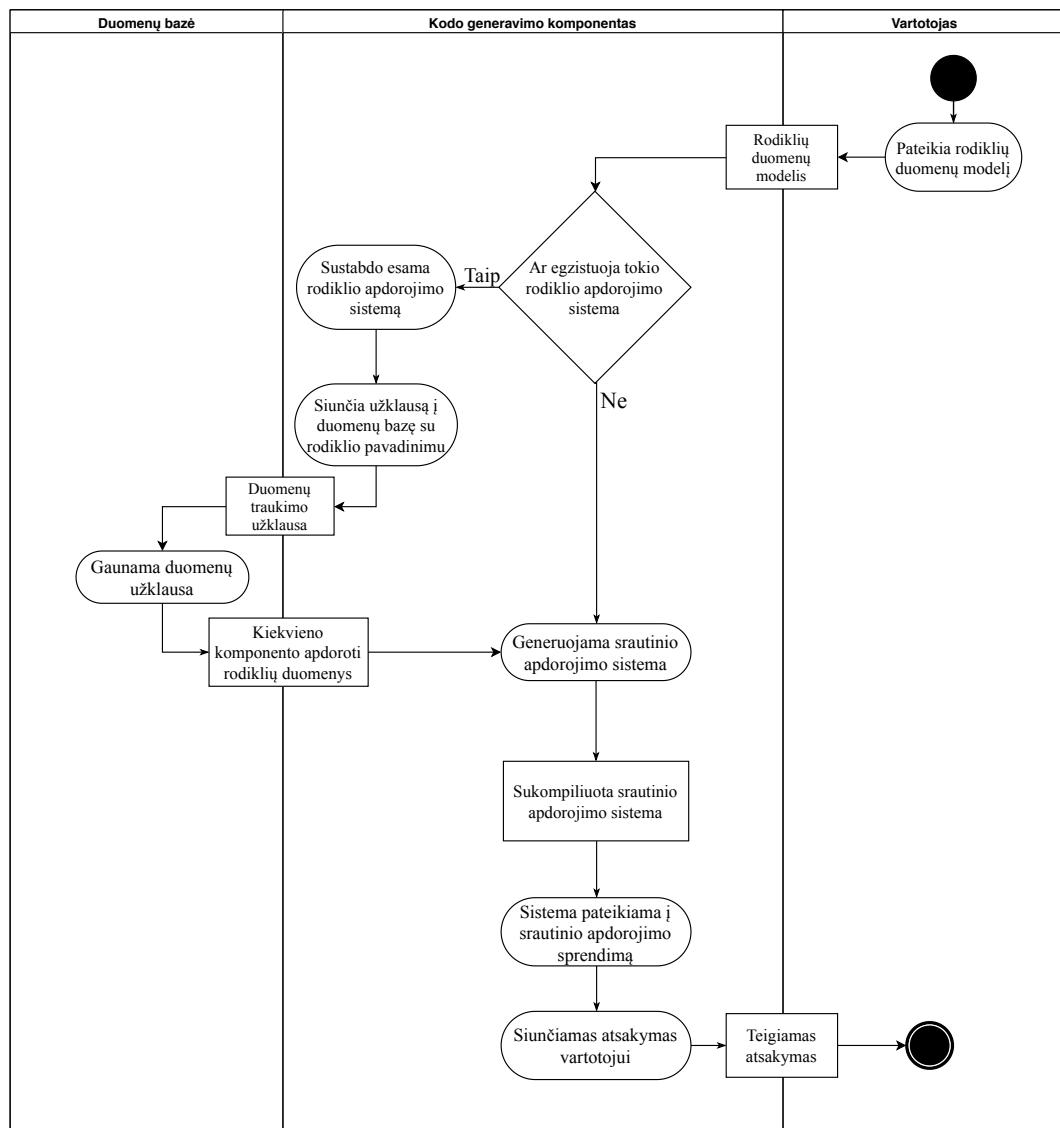 Duomenų bazė
Kodo generavimo komponentas
Vartotojas
Pateikia rodiklių
duomenų modelį
Rodiklių
duomenų
modelis
Ar egzistuoja tokio
rodiklio apdorojimo
sistema
Taip
Sustabdo esama
rodiklio apdorojimo
sistemą
Ne
Siunčia užklausą į
duomenų bazę su
rodiklio pavadinimu
Duomenų
traukimo
užklausa
Gaunama duomenų
užklausa
Kiekvieno
komponento apdoroti
rodiklių duomenys
Generuojama srautinio
apdorojimo sistema
Sukompiliuota srautinio
apdorojimo sistema
Sistema pateikiama į
srautinio apdorojimo
sprendimą
Siunčiamas atsakymas
vartotojui
Teigiamas
atsakymas